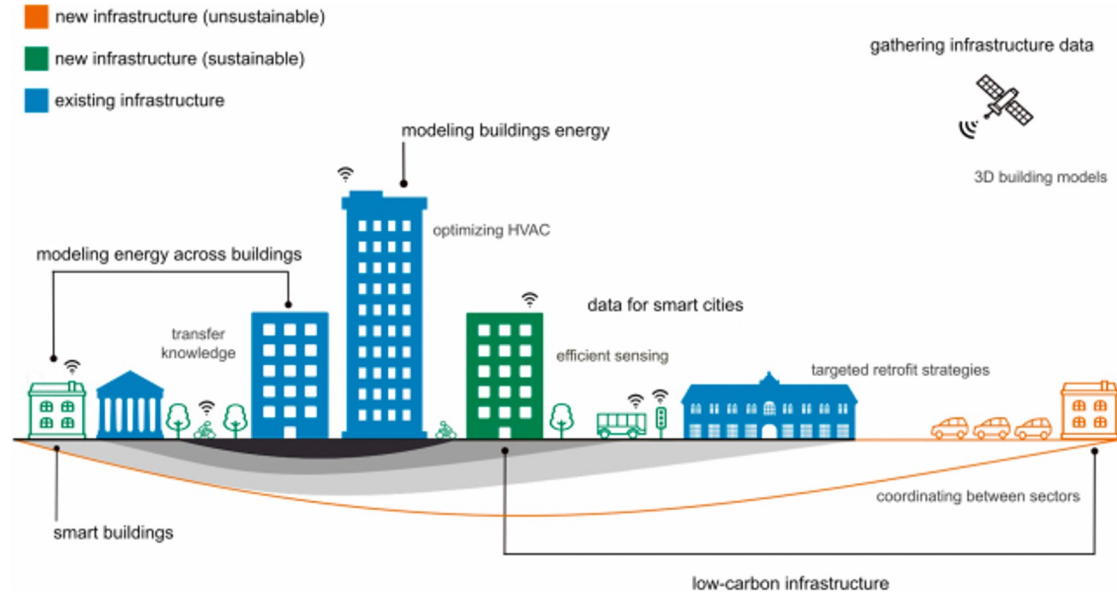 new infrastructure (unsustainable)
new infrastructure (sustainable)
existing infrastructure
gathering infrastructure data
3D building models
modeling buildings energy
optimizing HVAC
modeling energy across buildings
transfer
knowledge
data for smart cities
efficient sensing
targeted retrofit strategies
coordinating between sectors
smart buildings
low-carbon infrastructure